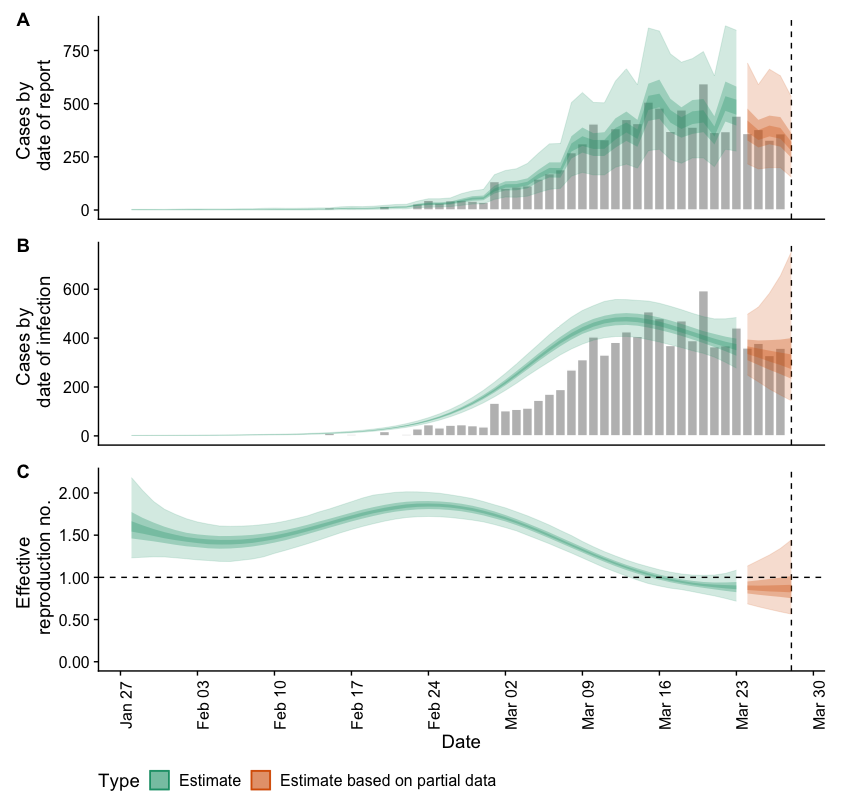 A
Cases by
date of report
750
500
250
0
B
Cases by
date of infection
600
400
200
0
C
Effective
reproduction no.
2.00
1.50
1.00
0.50
0.00
Jan 27
Feb 03
Feb 10
Feb 17
Feb 24
Mar 02
Mar 09
Mar 16
Mar 23
Mar 30
Date
Type Estimate Estimate based on partial data